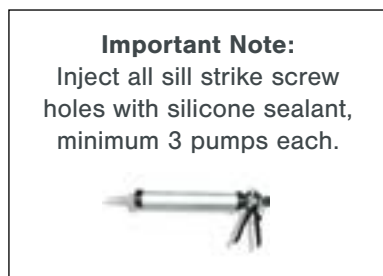 Important Note:
Inject all sill strike screw
holes with silicone sealant,
minimum 3 pumps each.